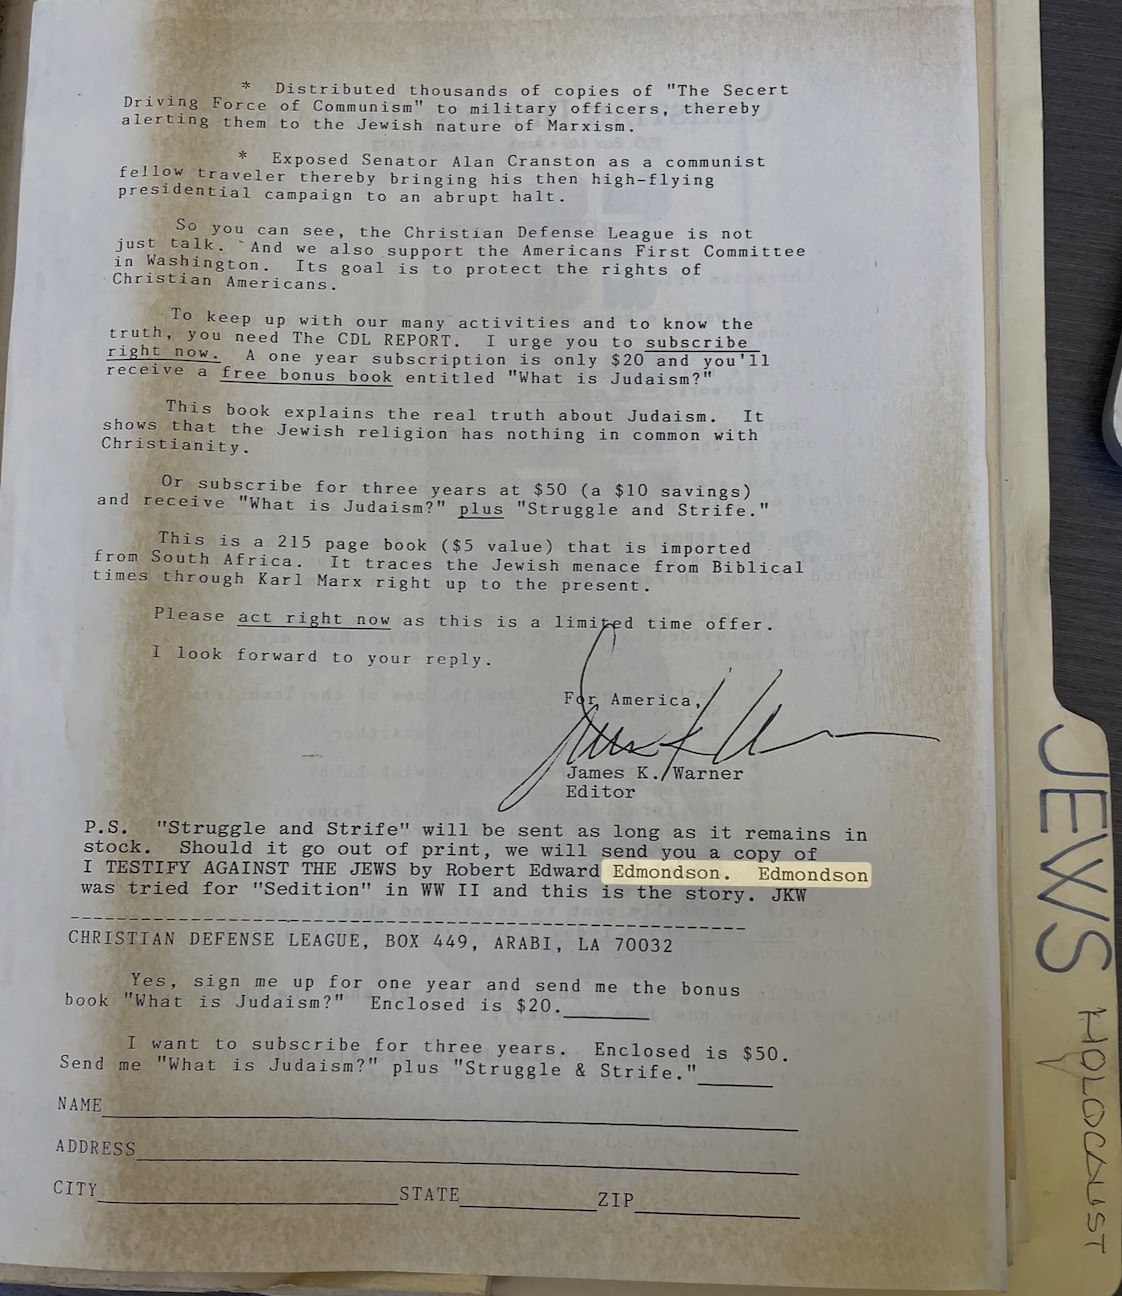 * Distributed thousands of copies of "The Secert
Driving Force of Communism" to military officers, thereby
alerting them to the Jewish nature of Marxism.
* Exposed Senator Alan Cranston as a communist
fellow traveler thereby bringing his then high-flying
presidential campaign to an abrupt halt.
So you can see, the Christian Defense League is not
just talk. And we also support the Americans First Committee
in Washington. Its goal is to protect the rights of
Christian Americans.
To keep up with our many activities and to know the
truth, you need The CDL REPORT. I urge you to subscribe
right now. A one year subscription is only $20 and you'll
receive a free bonus book entitled "What is Judaism?"
This book explains the real truth about Judaism. It
shows that the Jewish religion has nothing in common with
Christianity.
Or subscribe for three years at $50 (a $10 savings)
and receive "What is Judaism?" plus "Struggle and Strife."
This is a 215 page book ($5 value) that is imported
from South Africa. It traces the Jewish menace from Biblical
times through Karl Marx right up to the present.
Please act right now as this is a limited time offer.
I look forward to your reply.
For America,
James K. Warner
Editor
P.S. "Struggle and Strife" will be sent as long as it remains in
stock. Should it go out of print, we will send you a copy of
I TESTIFY AGAINST THE JEWS by Robert Edward Edmondson. Edmondson
was tried for "Sedition" in WW II and this is the story. JKW
CHRISTIAN DEFENSE LEAGUE, BOX 449, ARABI, LA 70032
Yes, sign me up for one year and send me the bonus
book "What is Judaism?" Enclosed is $20.
I want to subscribe for three years. Enclosed is $50.
Send me "What is Judaism?" plus "Struggle & Strife."
NAME
ADDRESS
CITY STATE ZIP
JEWS HOLOCAUST